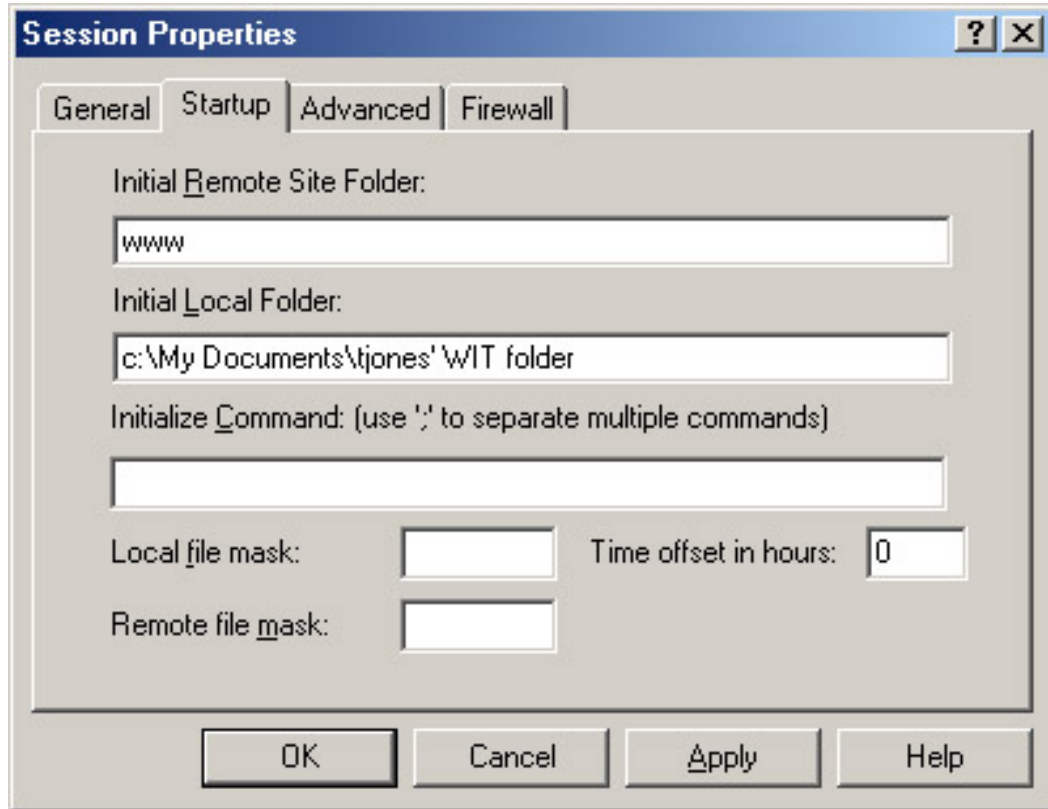 Session Properties
General Startup Advanced Firewall
Initial Remote Site Folder:
www
Initial Local Folder:
c:\My Documents\tjones' WIT folder
Initialize Command: (use ';' to separate multiple commands)
Local file mask: Time offset in hours: 0
Remote file mask:
OK Cancel Apply Help